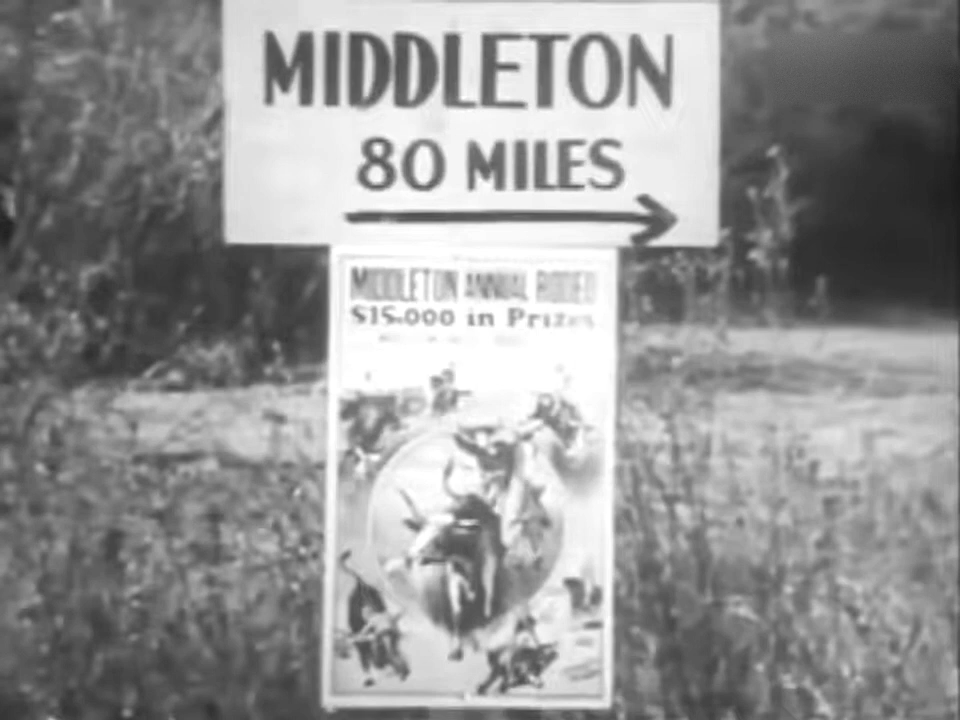 MIDDLETON
80 MILES
MIDDLETON ANNUAL RODEO
$15,000 in Prizes